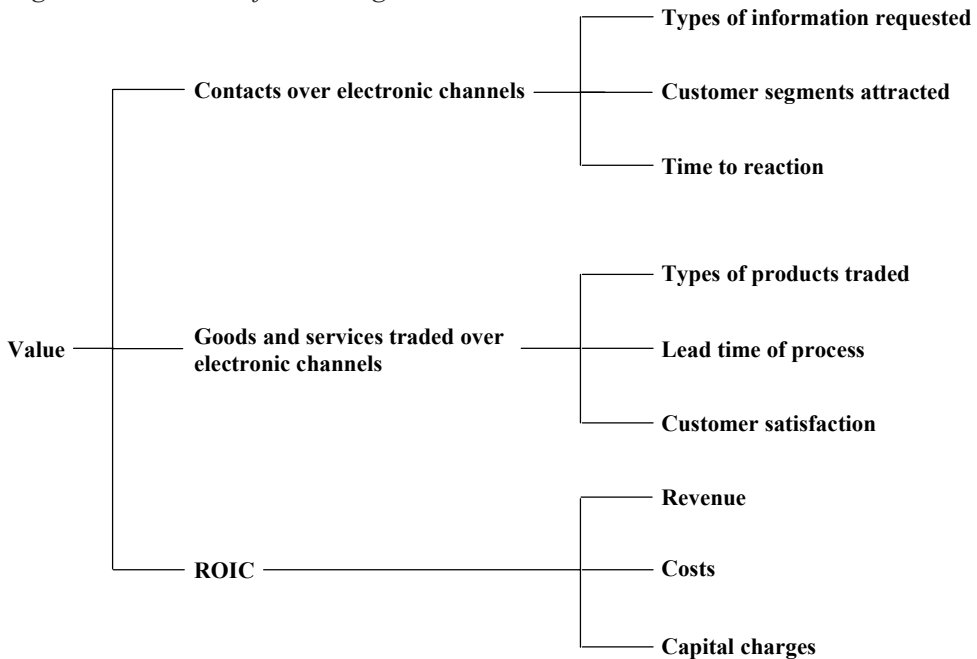 Types of information requested
Contacts over electronic channels
Customer segments attracted
Time to reaction
Types of products traded
Value
Goods and services traded over
electronic channels
Lead time of process
Customer satisfaction
Revenue
ROIC
Costs
Capital charges